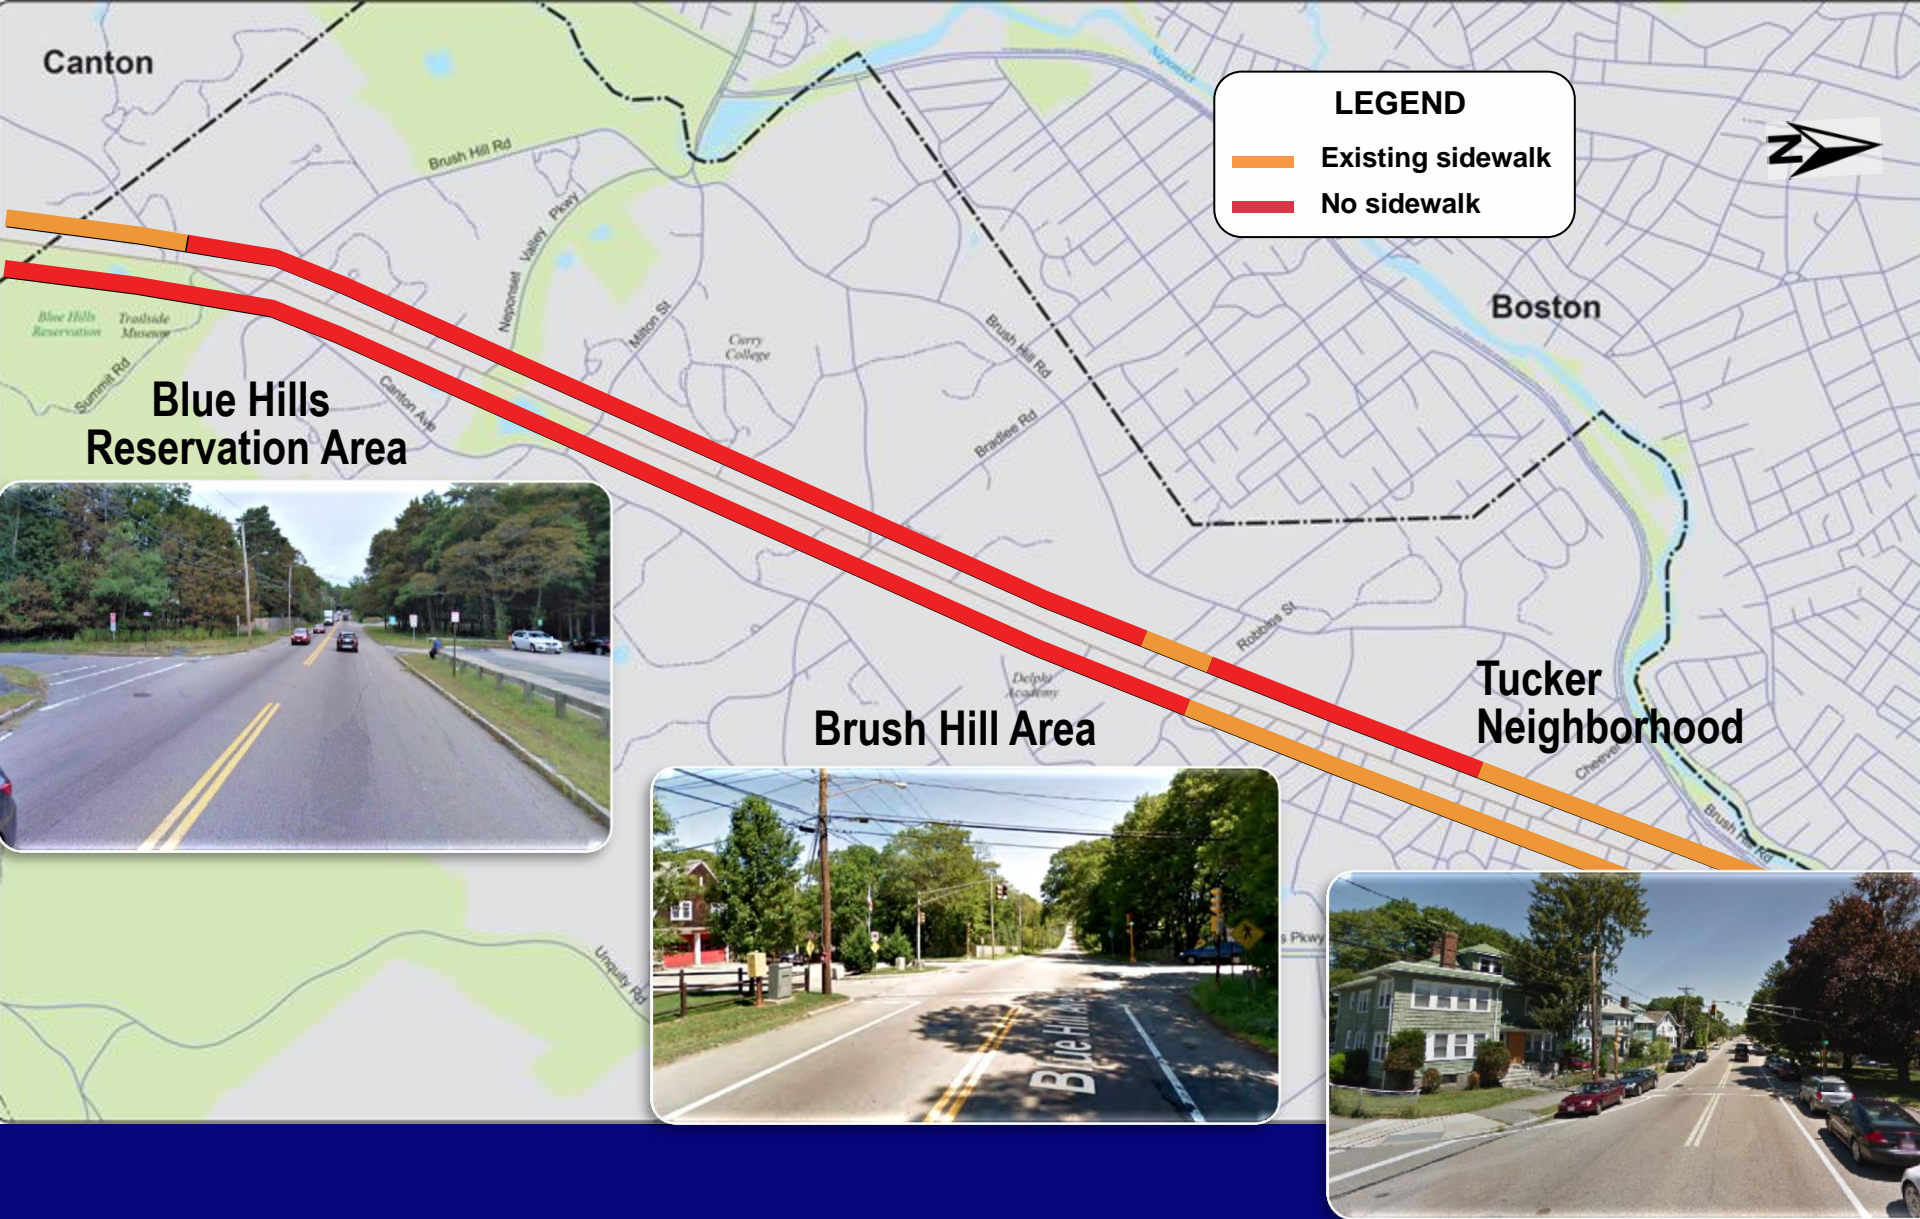 Canton
Neponset
LEGEND
Existing sidewalk
No sidewalk
N
Brush Hill Rd
Neponset Valley Pkwy
Boston
Blue Hills
Reservation
Trailside
Museum
Milton St
Curry
College
Brush Hill Rd
Summit Rd
Canton Ave
Blue Hills
Reservation Area
Bradlee Rd
Robbins St
Delphi
Academy
Tucker
Neighborhood
Brush Hill Area
Cheever
Brush Hill Rd
s Pkwy
Unquity Rd
Blue Hill A